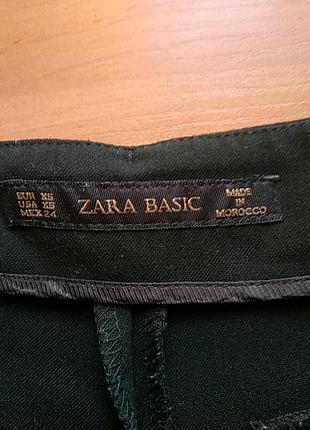 EUR XS
USA XS
MEX 24
ZARA BASIC
MADE
IN
MOROCCO